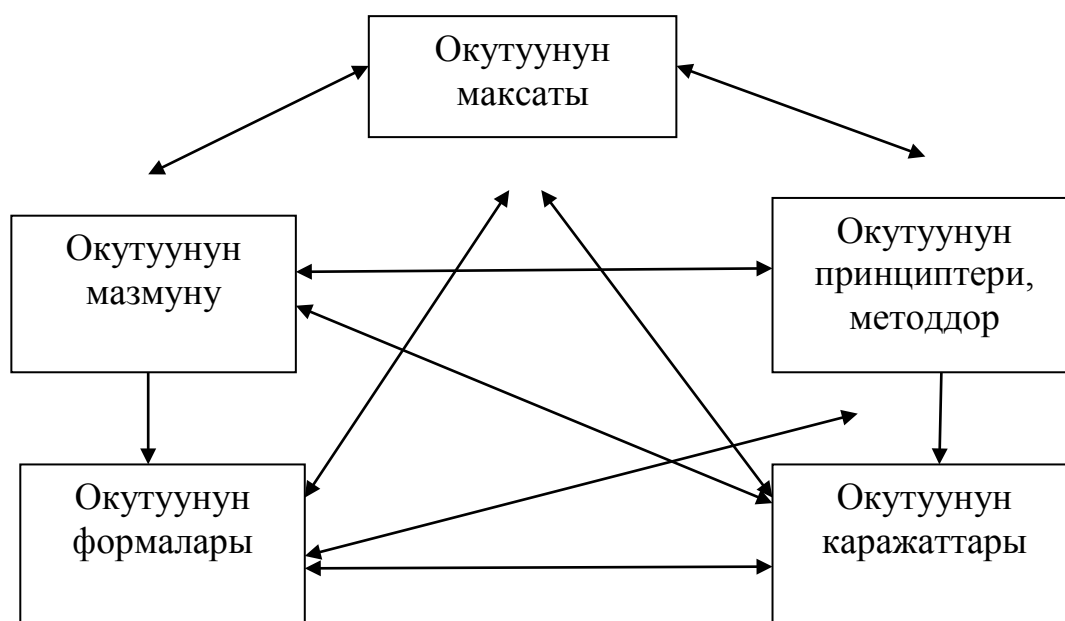 Окутуунун
максаты
Окутуунун
мазмуну
Окутуунун
принциптери,
методдор
Окутуунун
формалары
Окутуунун
каражаттары